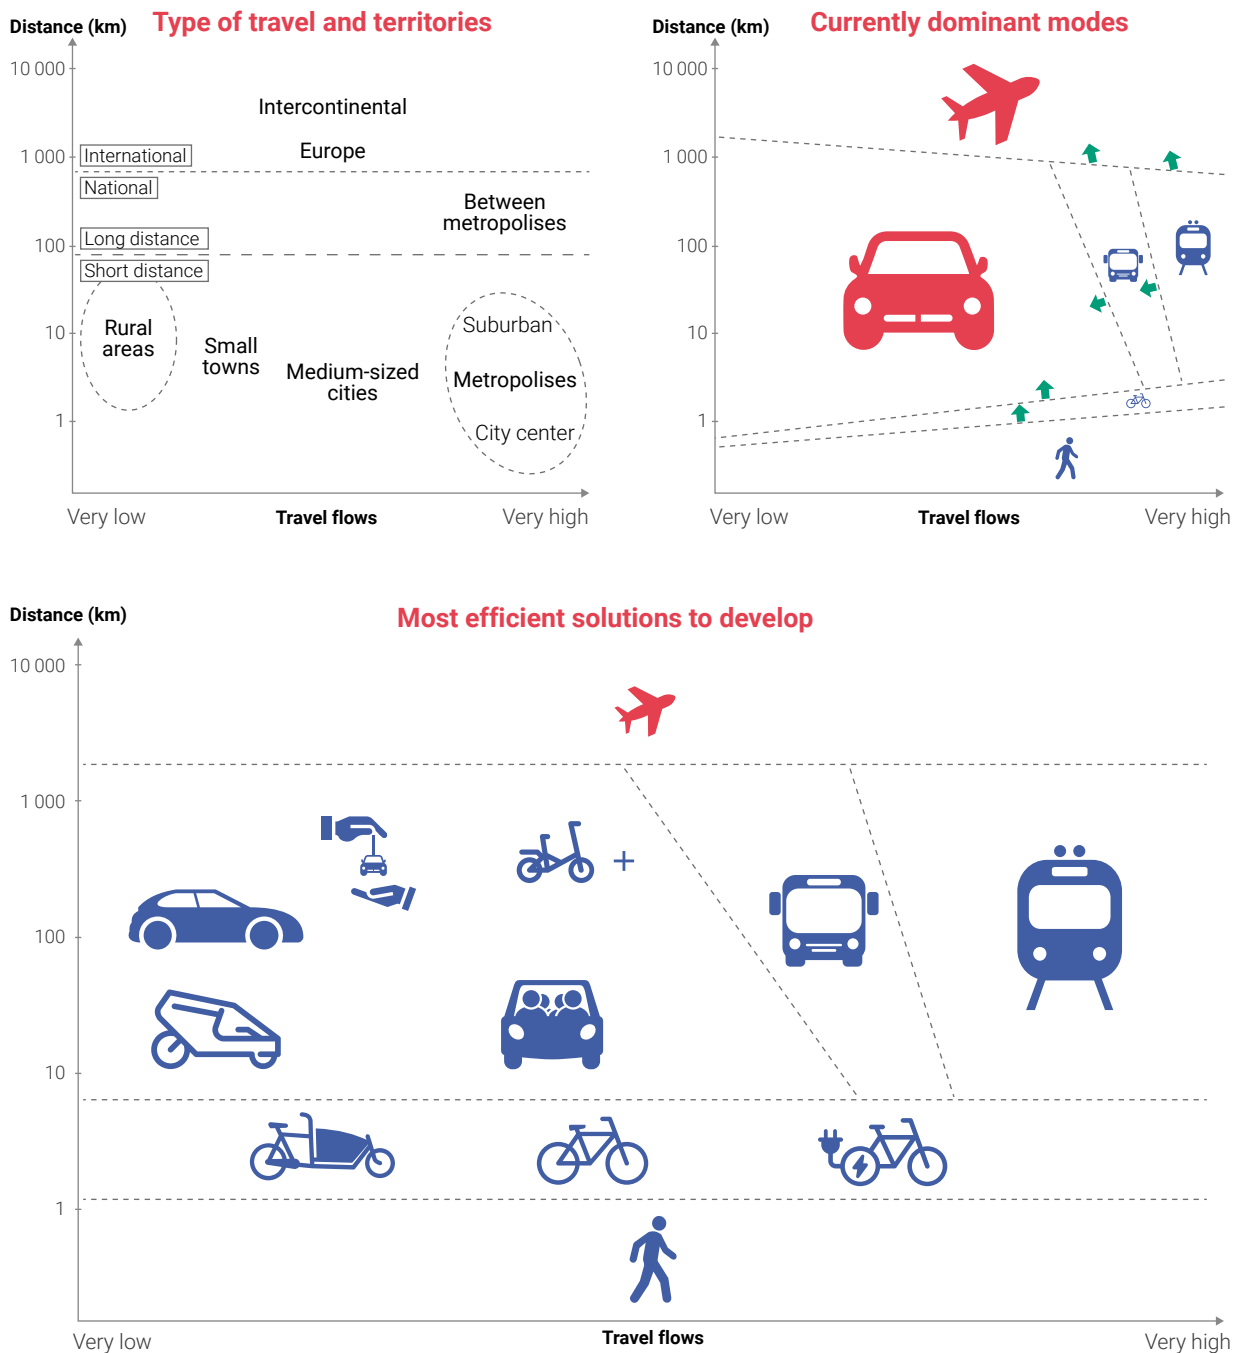 Type of travel and territories
Distance (km)
10 000
1 000
100
10
1
Intercontinental
Europe
International
National
Between
metropolises
Long distance
Short distance
Rural
areas
Small
towns
Medium-sized
cities
Suburban
Metropolises
City center
Very low
Travel flows
Very high
Currently dominant modes
Distance (km)
10 000
1 000
100
10
1
Very low
Travel flows
Very high
Most efficient solutions to develop
Distance (km)
10 000
1 000
100
10
1
+
Very low
Travel flows
Very high